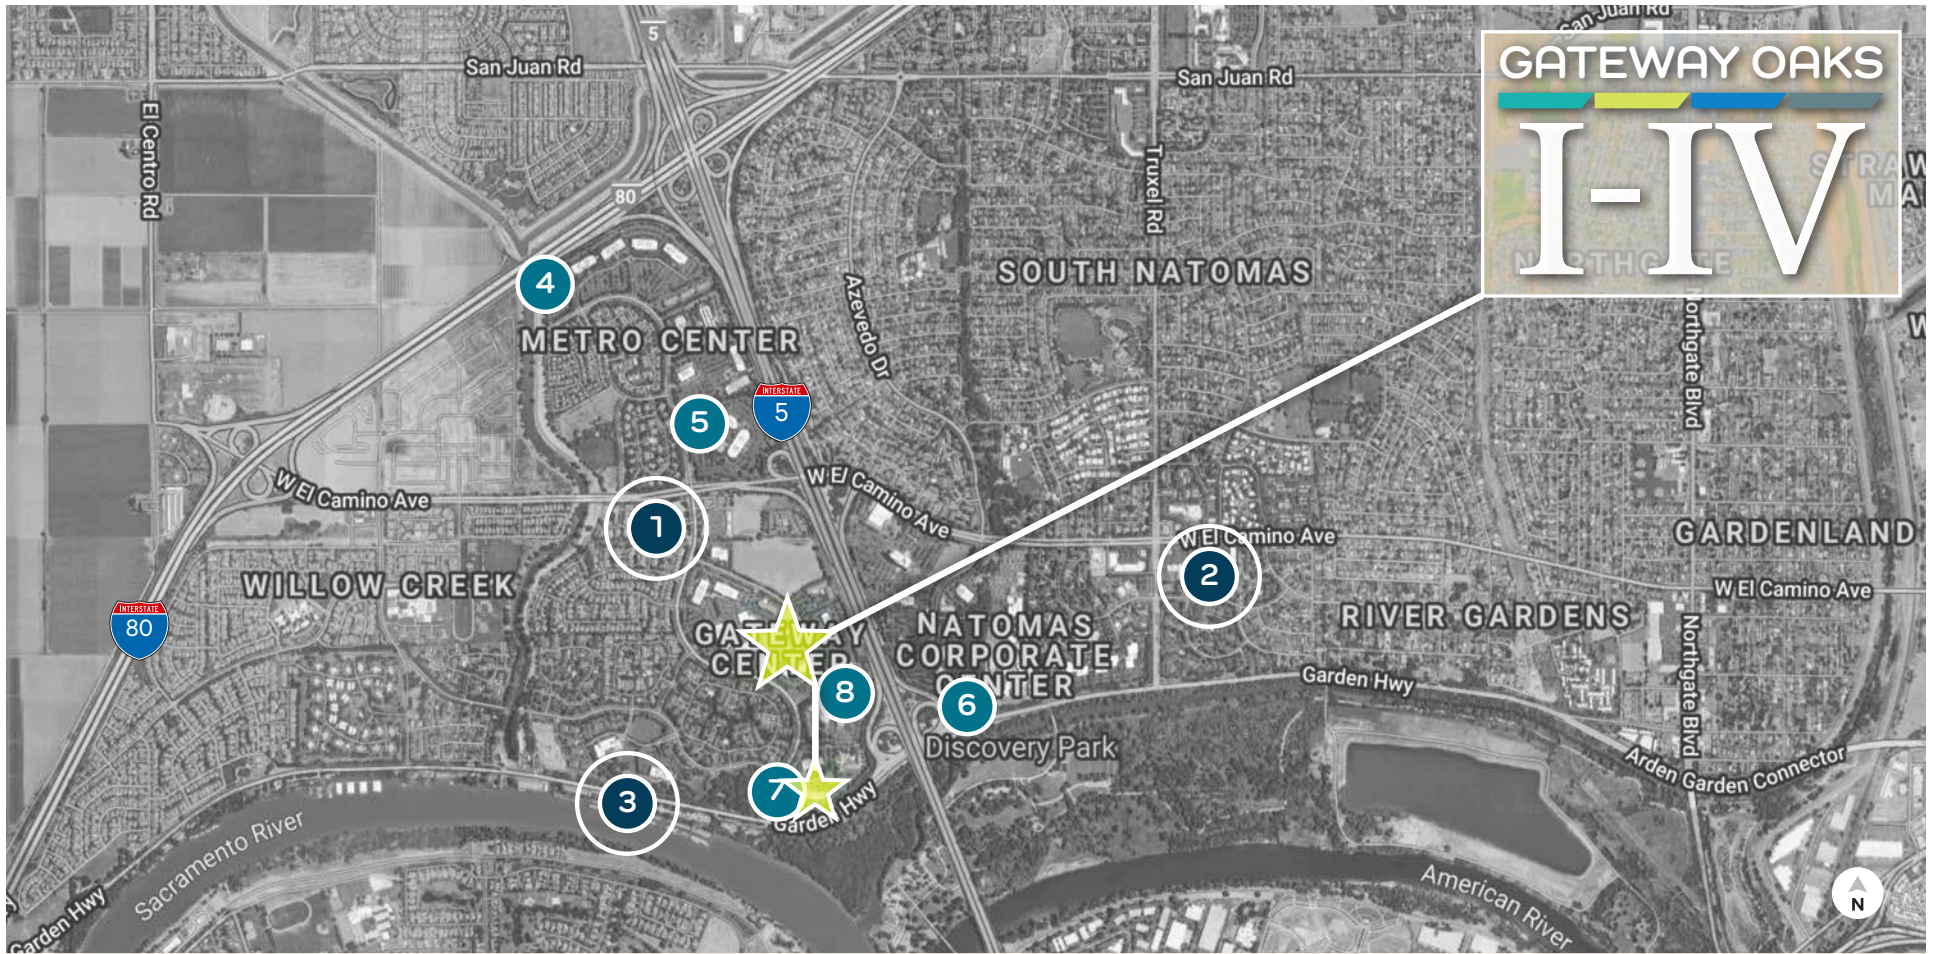 San Juan Rd
5
San Juan Rd
San Juan Rd
GATEWAY OAKS
I-IV
El Centro Rd
Truxel Rd
80
4
SOUTH NATOMAS
Azevedo Dr
METRO CENTER
Northgate Blvd
INTERSTATE
5
5
W El Camino Ave
W El Camino Ave
1
W El Camino Ave
2
GARDENLAND
W El Camino Ave
WILLOW CREEK
INTERSTATE
80
GATEWAY
CENTER
NATOMAS
CORPORATE
CENTER
RIVER GARDENS
Northgate Blvd
8
6
Garden Hwy
Discovery Park
Arden Garden Connector
7
3
Garden Hwy
Sacramento River
Garden Hwy
American River
N